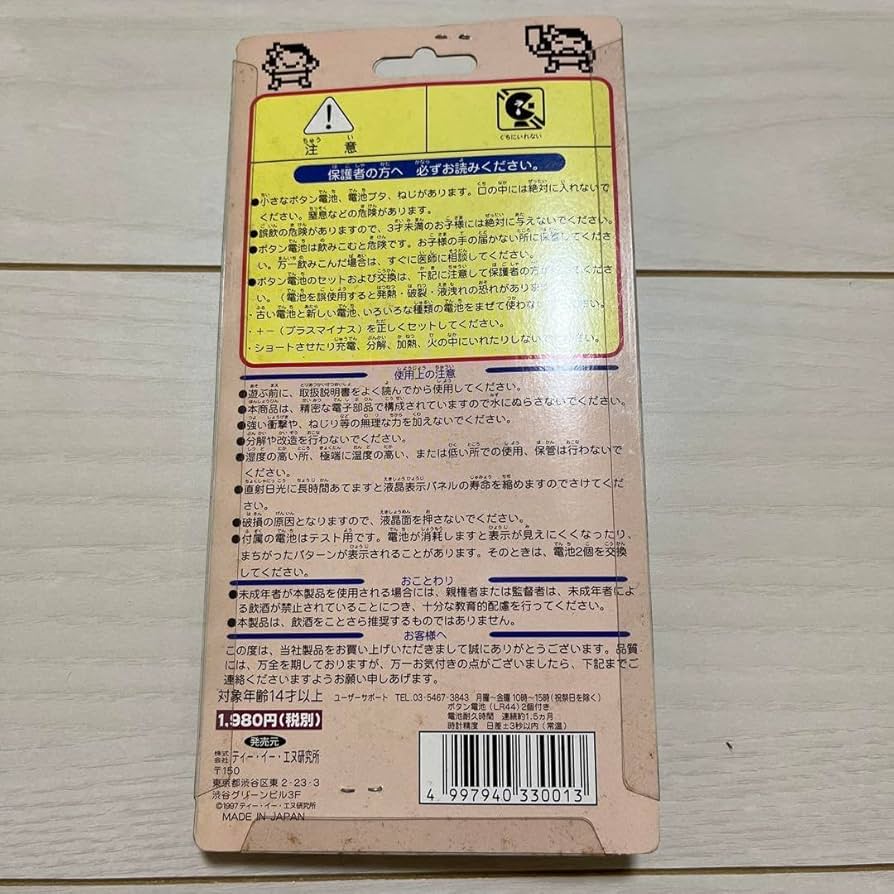 注意
くちにいれない
保護者の方へ 必ずお読みください。
●小さなボタン電池、電池ブタ、ねじがあります。口の中には絶対に入れないで
ください。窒息などの危険があります。
●誤飲の危険がありますので、3才未満のお子様には絶対に与えないでください。
●ボタン電池は飲みこむと危険です。お子様の手の届かない所に保管してくださ
い。万一飲みこんだ場合は、すぐに医師に相談してください。
●ボタン電池のセットおよび交換は、下記に注意して保護者の方が
い。(電池を誤使用すると発熱・破裂・液洩れの恐れがあります
・古い電池と新しい電池、いろいろな種類の電池をまぜて使わな
・+-(プラスマイナス)を正しくセットしてください。
・ショートさせたり充電、分解、加熱、火の中にいれたりしないでください。
使用上の注意
●遊ぶ前に、取扱説明書をよく読んでから使用してください。
●本商品は、精密な電子部品で構成されていますので水にぬらさないでください。
●強い衝撃や、ねじり等の無理な力を加えないでください。
●分解や改造を行わないでください。
●湿度の高い所、極端に温度の高い、または低い所での使用、保管は行わないで
ください。
●直射日光に長時間あてますと液晶表示パネルの寿命を縮めますのでさけてくだ
さい。
●破損の原因となりますので、液晶面を押さないでください。
●付属の電池はテスト用です。電池が消耗しますと表示が見えにくくなったり、
まちがったパターンが表示されることがあります。そのときは、電池2個を交換
してください。
おことわり
●未成年者が本製品を使用される場合には、親権者または監督者は、未成年者によ
る飲酒が禁止されていることにつき、十分な教育的配慮を行ってください。
●本製品は、飲酒をことさら推奨するものではありません。
お客様へ
この度は、当社製品をお買い上げいただきまして誠にありがとうございます。品質
には、万全を期しておりますが、万一お気付きの点がございましたら、下記までご
連絡くださいますようお願い申しあげます。
対象年齢14才以上 ユーザーサポート TEL.03-5467-3843 月曜～金曜 10時～15時(祝祭日を除く)
1,980円(税別)
ボタン電池(LR44)2個付き
電池耐久時間 連続約1.5ヵ月
時計精度 日差±3秒以内(常温)
発売元
株式会社 ティー・イー・エヌ研究所
〒150
東京都渋谷区東2-23-3
渋谷グリーンビル3F
©1997 ティー・イー・エヌ研究所
MADE IN JAPAN
4 997940 330013